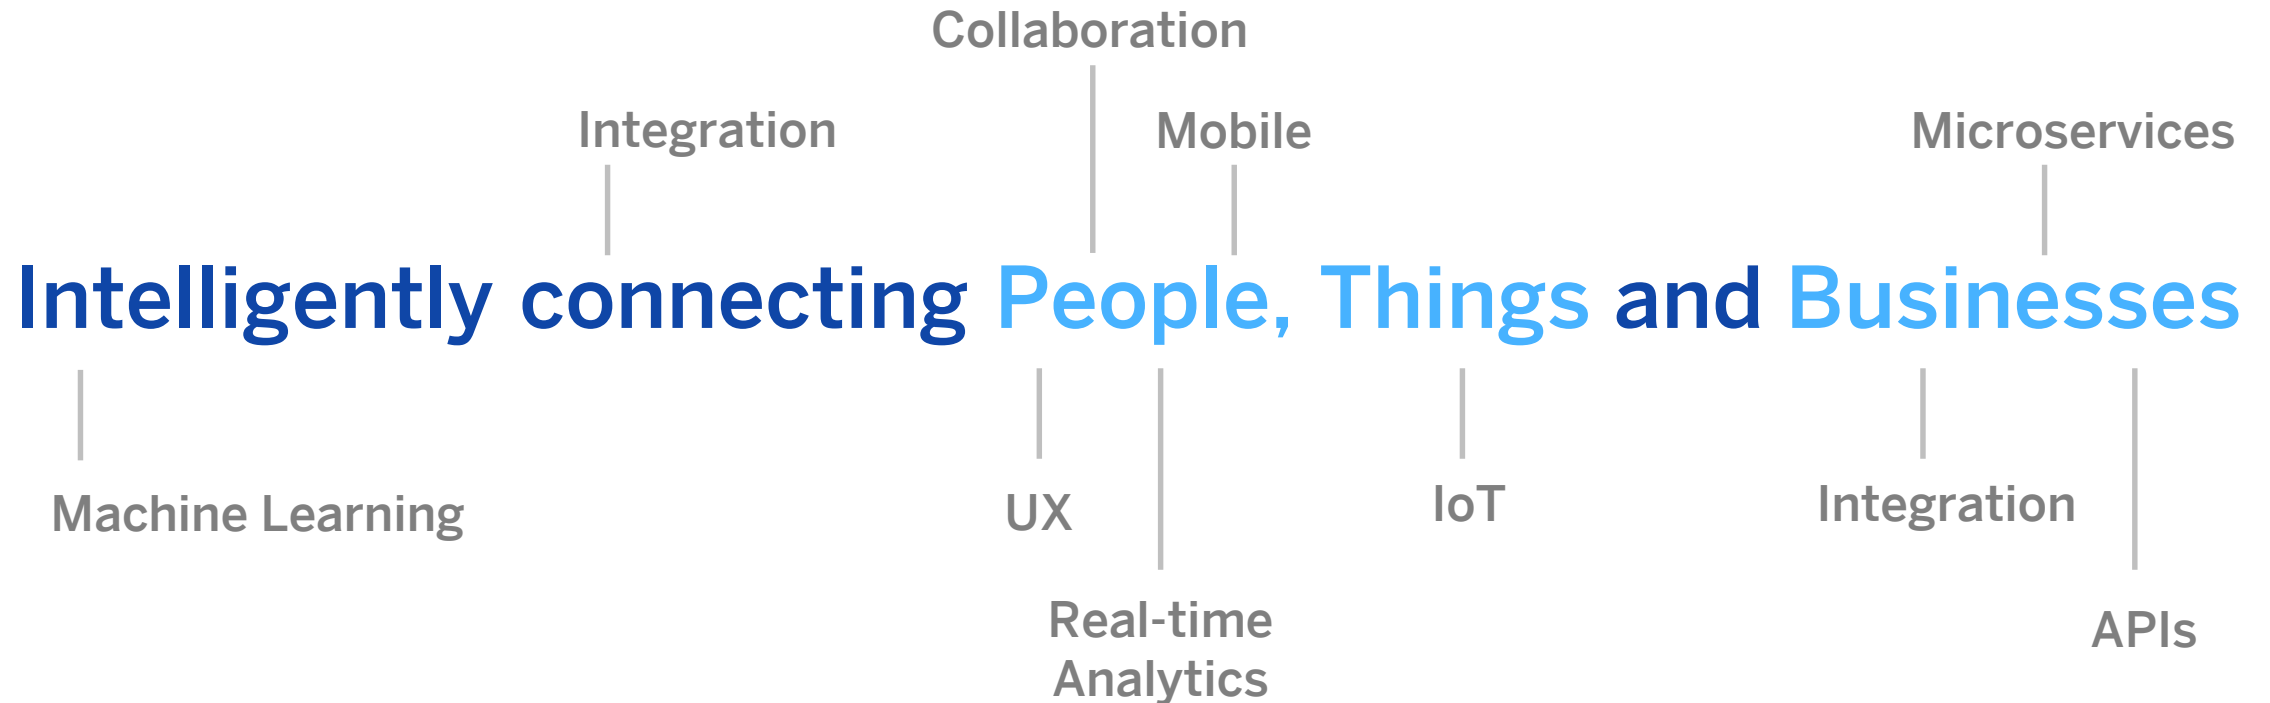 Collaboration
Integration
Mobile
Microservices
Intelligently connecting People, Things and Businesses
Machine Learning
UX
IoT
Integration
Real-time
Analytics
APIs